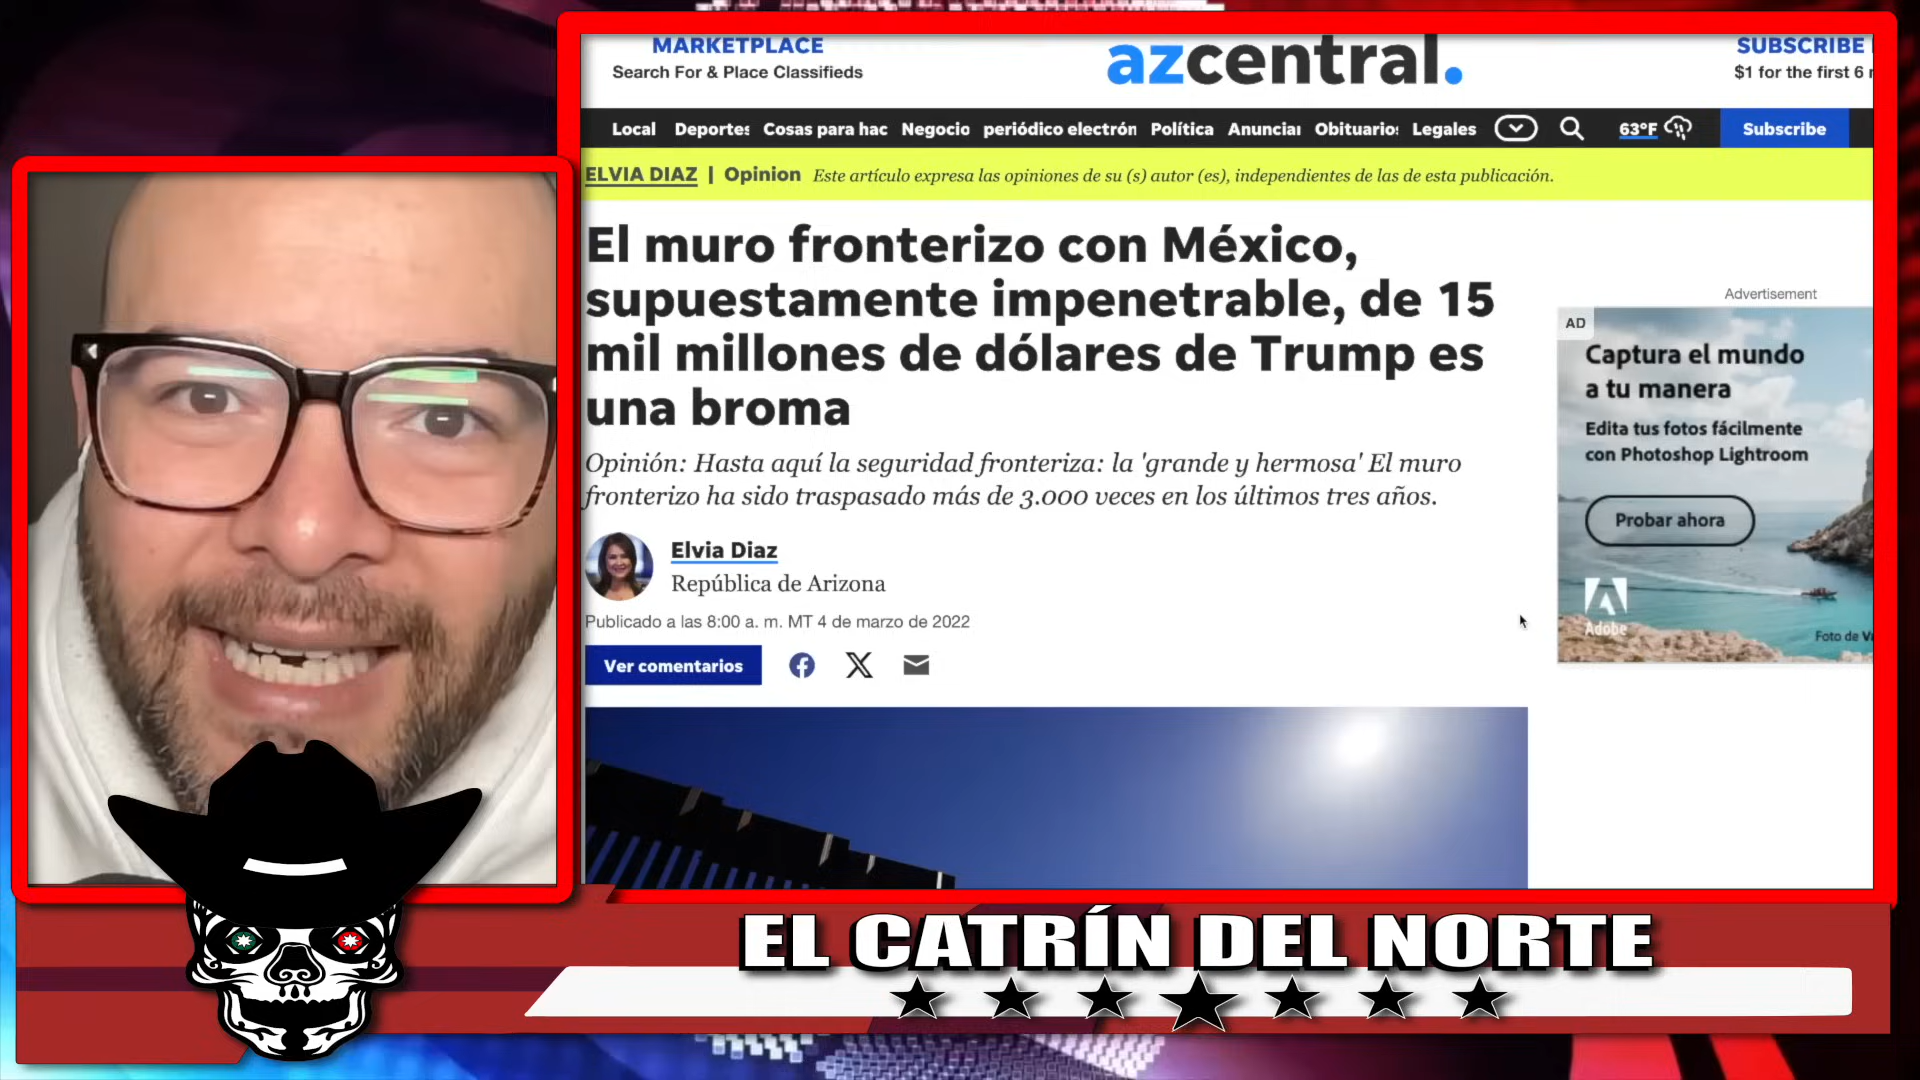 MARKETPLACE
Search For & Place Classifieds
azcentral.
SUBSCRIBE
$1 for the first 6
Local Deportes Cosas para hac Negocio periódico electrón Política Anuncia Obituario Legales 63°F Subscribe
ELVIA DIAZ | Opinion Este artículo expresa las opiniones de su (s) autor (es), independientes de las de esta publicación.
El muro fronterizo con México,
supuestamente impenetrable, de 15
mil millones de dólares de Trump es
una broma
Opinión: Hasta aquí la seguridad fronteriza: la 'grande y hermosa' El muro
fronterizo ha sido traspasado más de 3.000 veces en los últimos tres años.
Elvia Diaz
República de Arizona
Publicado a las 8:00 a. m. MT 4 de marzo de 2022
Ver comentarios
Advertisement
AD
Captura el mundo
a tu manera
Edita tus fotos fácilmente
con Photoshop Lightroom
Probar ahora
Adobe
Foto de
EL CATRÍN DEL NORTE